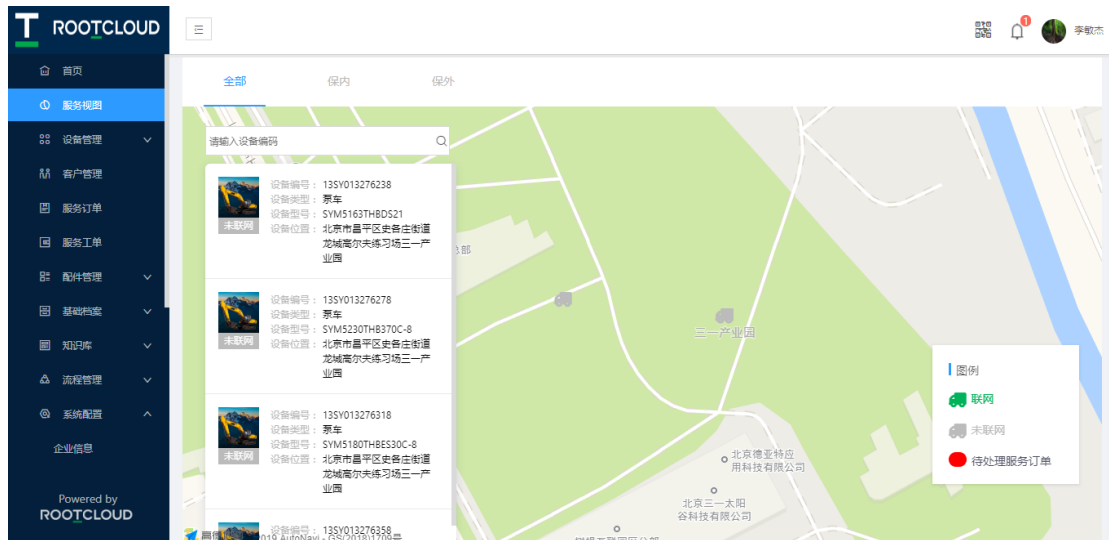 T ROOTCLOUD
1
李敏杰
首页
服务视图
设备管理
客户管理
服务订单
服务工单
配件管理
基础档案
知识库
流程管理
系统配置
企业信息
Powered by
ROOTCLOUD
全部
保内
保外
请输入设备编码
设备编号： 13SY013276238
设备类型： 泵车
设备型号： SYM5163THBDS21
设备位置： 北京市昌平区史各庄街道
龙城高尔夫练习场三一产
业园
未联网
设备编号： 13SY013276278
设备类型： 泵车
设备型号： SYM5230THB370C-8
设备位置： 北京市昌平区史各庄街道
龙城高尔夫练习场三一产
业园
未联网
设备编号： 13SY013276318
设备类型： 泵车
设备型号： SYM5180THBES30C-8
设备位置： 北京市昌平区史各庄街道
龙城高尔夫练习场三一产
业园
未联网
设备编号： 13SY013276358
2019 AutoNavi - GS(2018)1709号
总部
三一产业园
北京德亚特应
用科技有限公司
北京三一太阳
谷科技有限公司
图例
联网
未联网
待处理服务订单